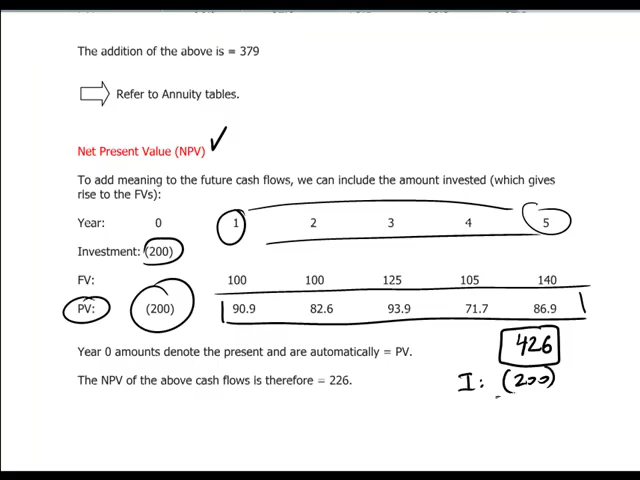 The addition of the above is = 379
Refer to Annuity tables.
Net Present Value (NPV)
To add meaning to the future cash flows, we can include the amount invested (which gives
rise to the FVs):
Year: 0 1 2 3 4 5
Investment: (200)
FV: 100 100 125 105 140
PV: (200) 90.9 82.6 93.9 71.7 86.9
Year 0 amounts denote the present and are automatically = PV.
426
The NPV of the above cash flows is therefore = 226.
I: (200)